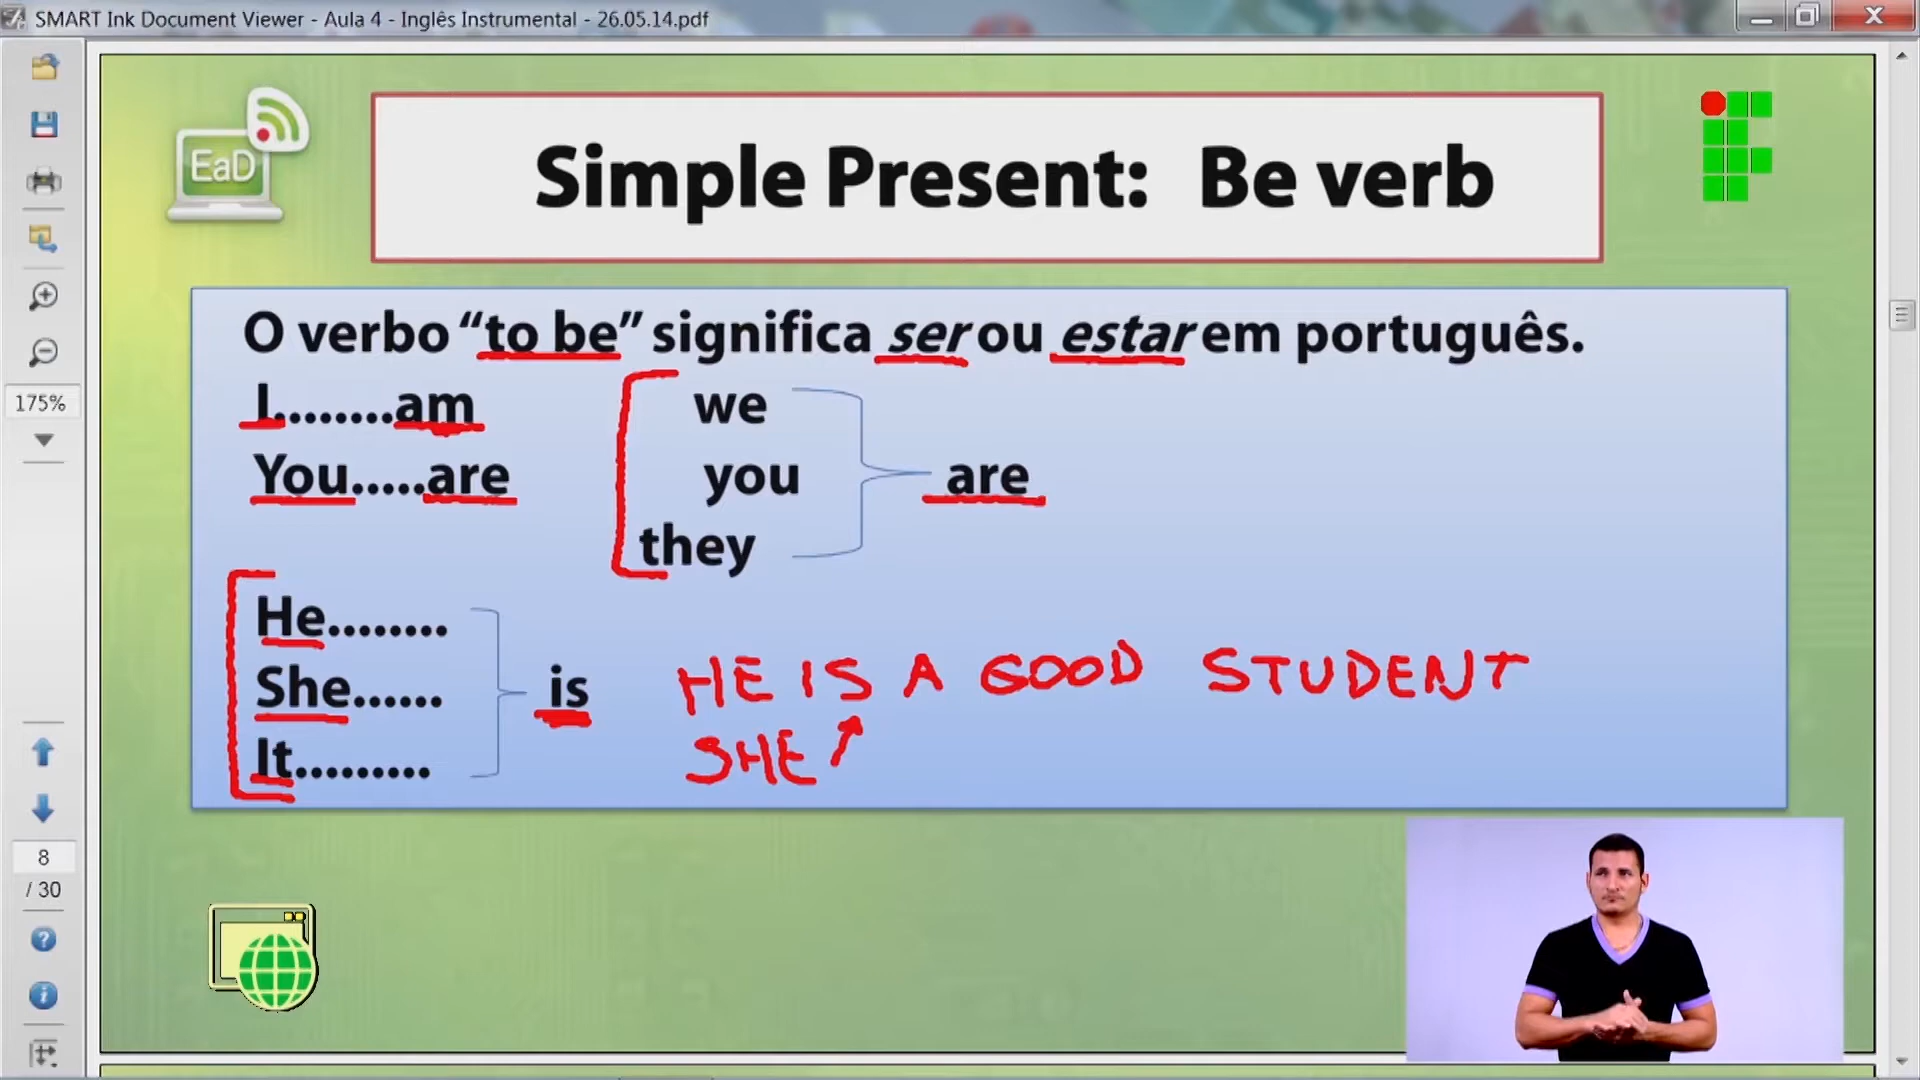 SMART Ink Document Viewer - Aula 4 - Inglês Instrumental - 26.05.14.pdf
EaD
Simple Present: Be verb
O verbo “to be” significa ser ou estar em português.
I........am
You.....are
we
you
they
are
He........
She......
It.........
is
HE IS A GOOD STUDENT
SHE
175%
8
/ 30